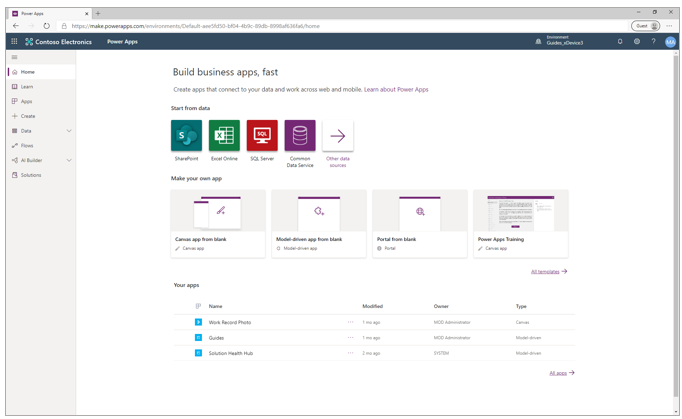 Power Apps
https://make.powerapps.com/environments/Default-aee5fd50-bf04-4b9c-89db-8998af636fa6/home
Guest
Contoso Electronics
Power Apps
Environment
Guides_sDevice3
MA
Home
Learn
Apps
Create
Data
Flows
AI Builder
Solutions
Build business apps, fast
Create apps that connect to your data and work across web and mobile. Learn about Power Apps
Start from data
SharePoint
Excel Online
SQL Server
Common Data Service
Other data sources
Make your own app
Canvas app from blank
Canvas app
Model-driven app from blank
Model-driven app
Portal from blank
Portal
Power Apps Training
Canvas app
All templates
Your apps
Name Modified Owner Type
Work Record Photo ... 1 mo ago MOD Administrator Canvas
Guides ... 1 mo ago MOD Administrator Model-driven
Solution Health Hub ... 2 mo ago SYSTEM Model-driven
All apps